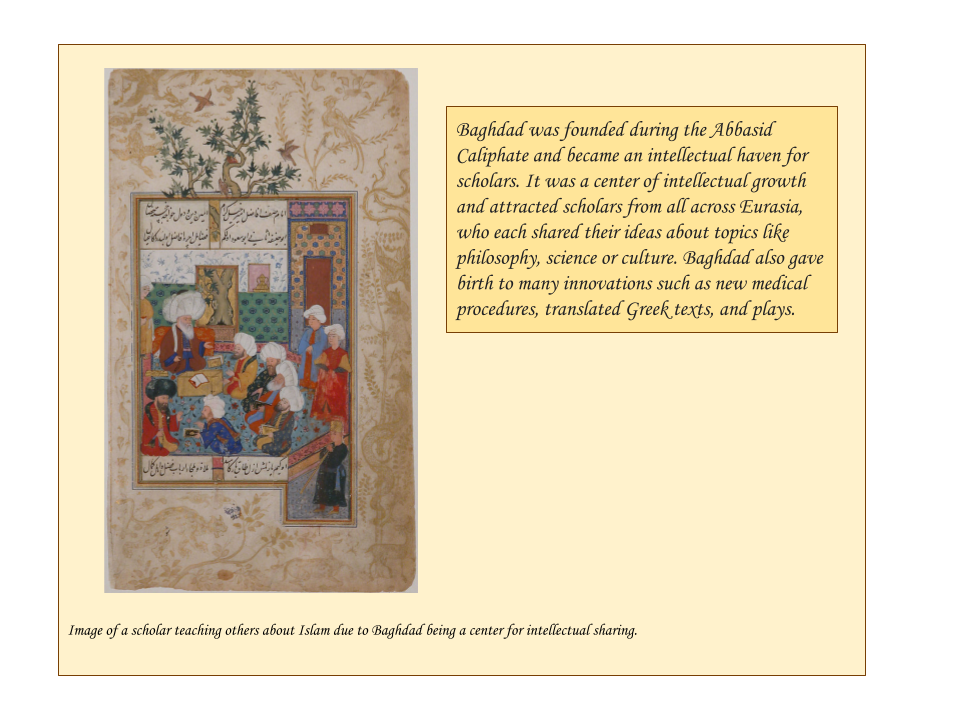 Baghdad was founded during the Abbasid
Caliphate and became an intellectual haven for
scholars. It was a center of intellectual growth
and attracted scholars from all across Eurasia,
who each shared their ideas about topics like
philosophy, science or culture. Baghdad also gave
birth to many innovations such as new medical
procedures, translated Greek texts, and plays.
Image of a scholar teaching others about Islam due to Baghdad being a center for intellectual sharing.